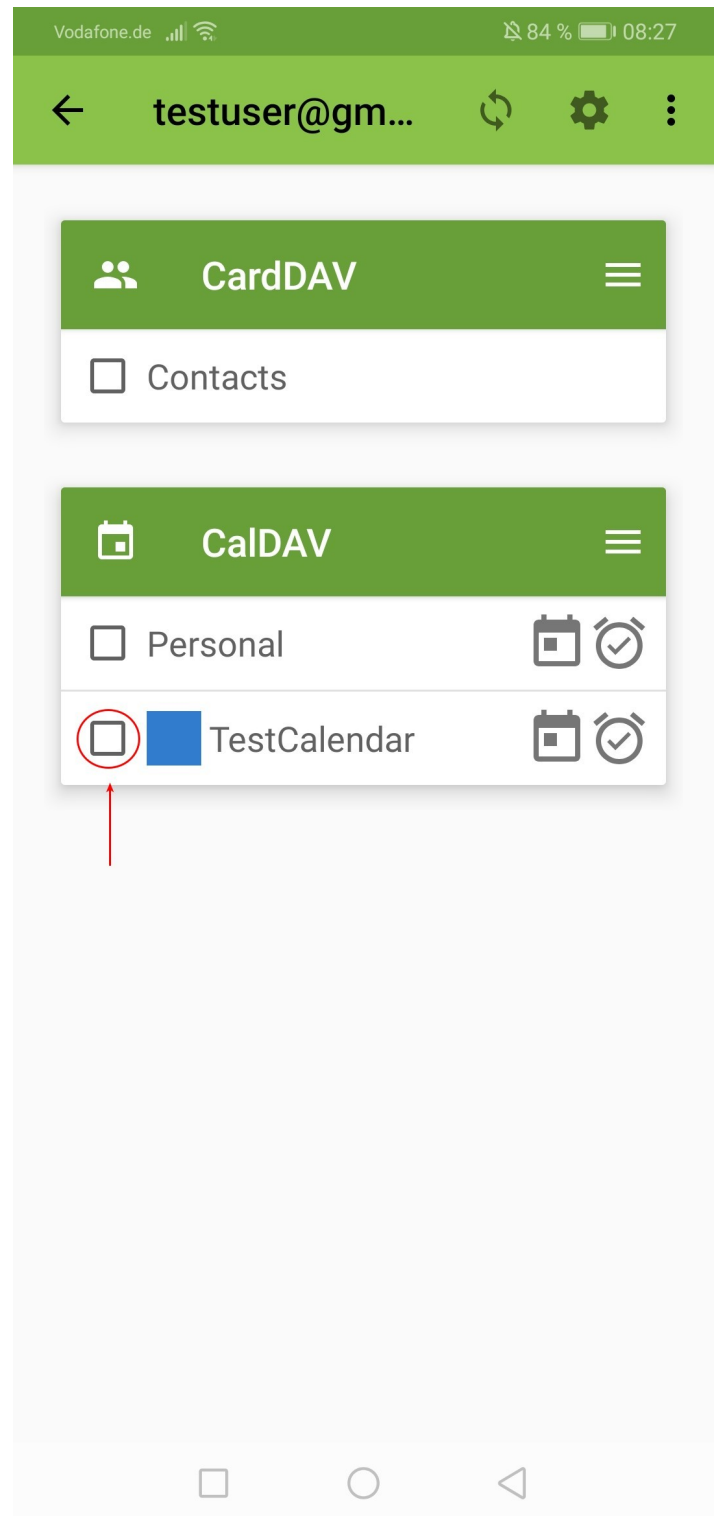 Vodafone.de 84 % 08:27
testuser@gm...
CardDAV
Contacts
CalDAV
Personal
TestCalendar